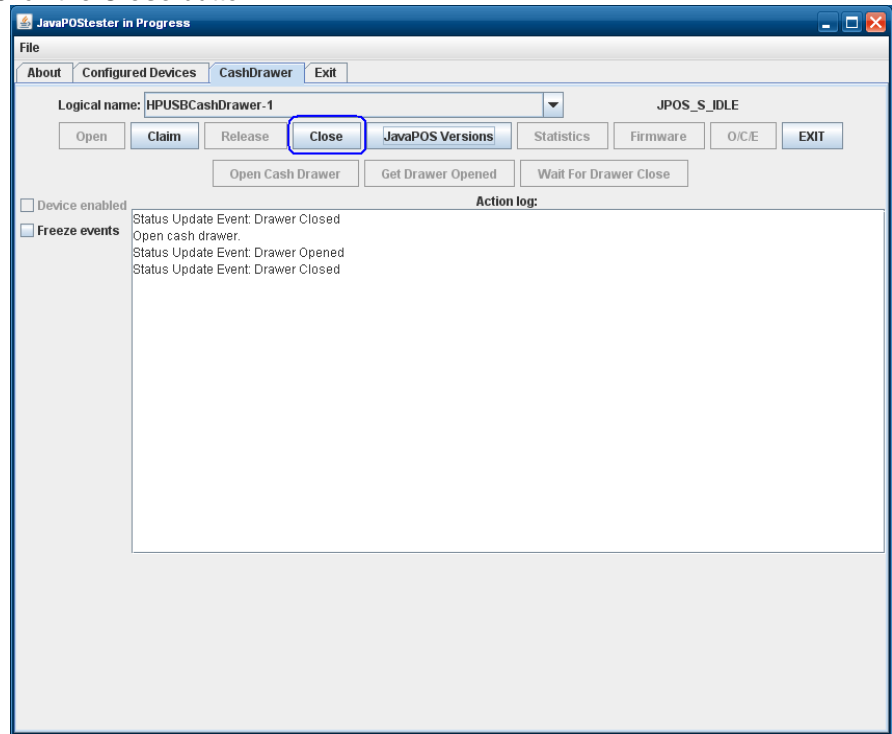 JavaPOStester in Progress
File
About Configured Devices CashDrawer Exit
Logical name: HPUSBCashDrawer-1 JPOS_S_IDLE
Open Claim Release Close JavaPOS Versions Statistics Firmware O/C/E EXIT
Open Cash Drawer Get Drawer Opened Wait For Drawer Close
Device enabled Action log:
Freeze events
Status Update Event: Drawer Closed
Open cash drawer.
Status Update Event: Drawer Opened
Status Update Event: Drawer Closed